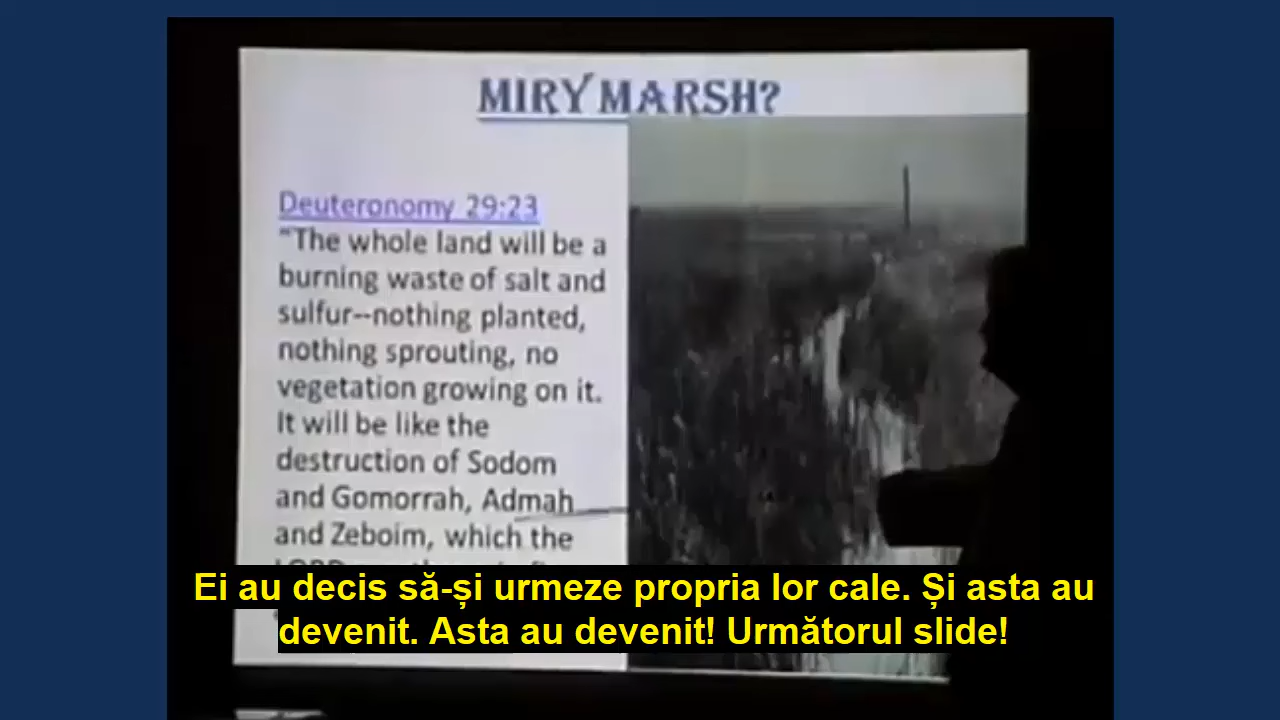 MIRY MARSH?
Deuteronomy 29:23
"The whole land will be a
burning waste of salt and
sulfur--nothing planted,
nothing sprouting, no
vegetation growing on it.
It will be like the
destruction of Sodom
and Gomorrah, Admah
and Zeboim, which the
Ei au decis să-și urmeze propria lor cale. Și asta au
devenit. Asta au devenit! Următorul slide!